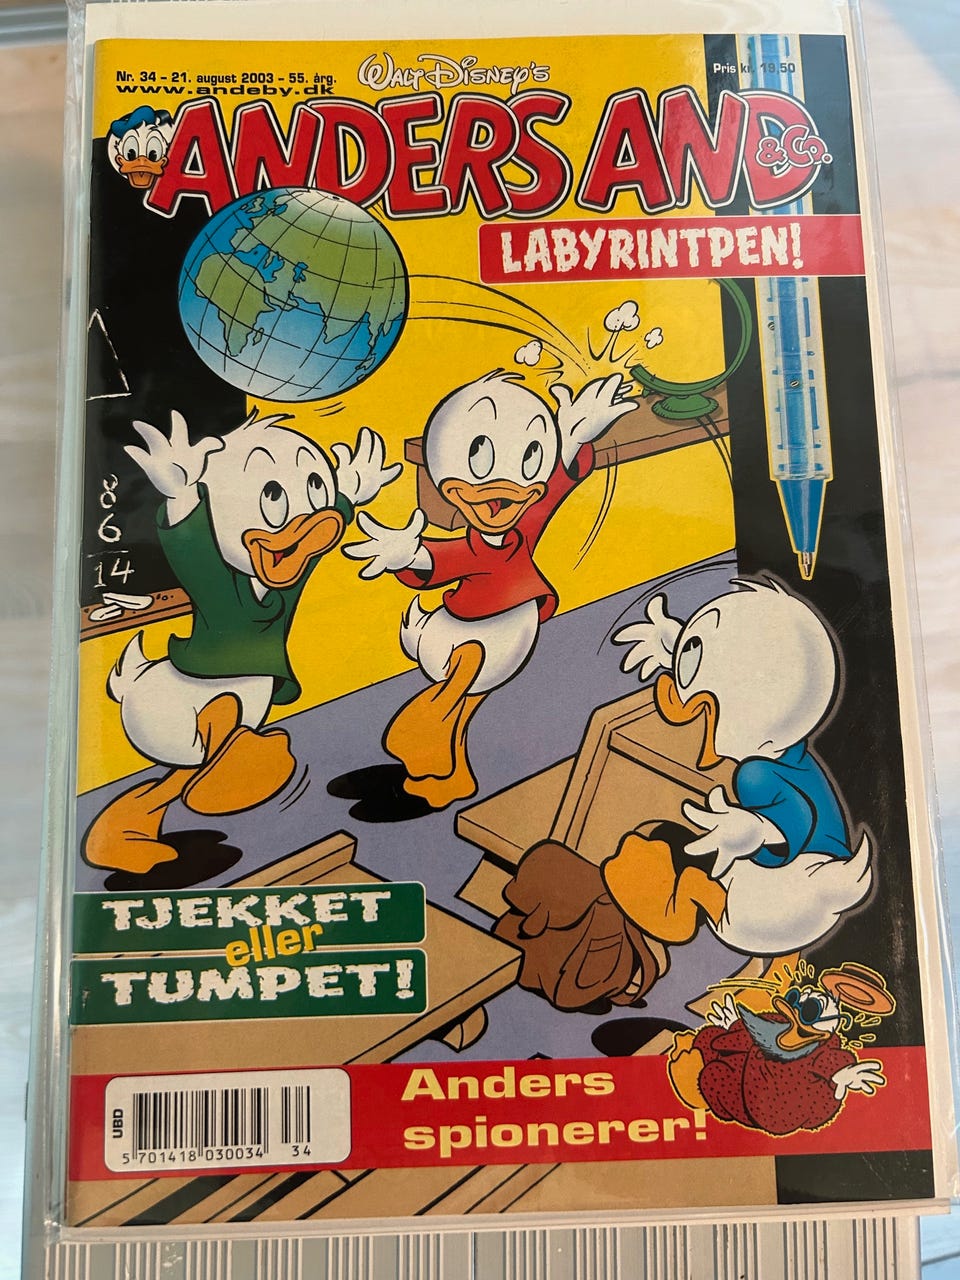 Nr. 34 - 21. august 2003 - 55. årg.
www.andeby.dk
WALT DISNEY'S
Pris kr. 19,50
ANDERS AND
& Co.
LABYRINTPEN!
8
6
14
TJEKKET
eller
TUMPET!
Anders
spionerer!
UBD
5 701418 030034
34